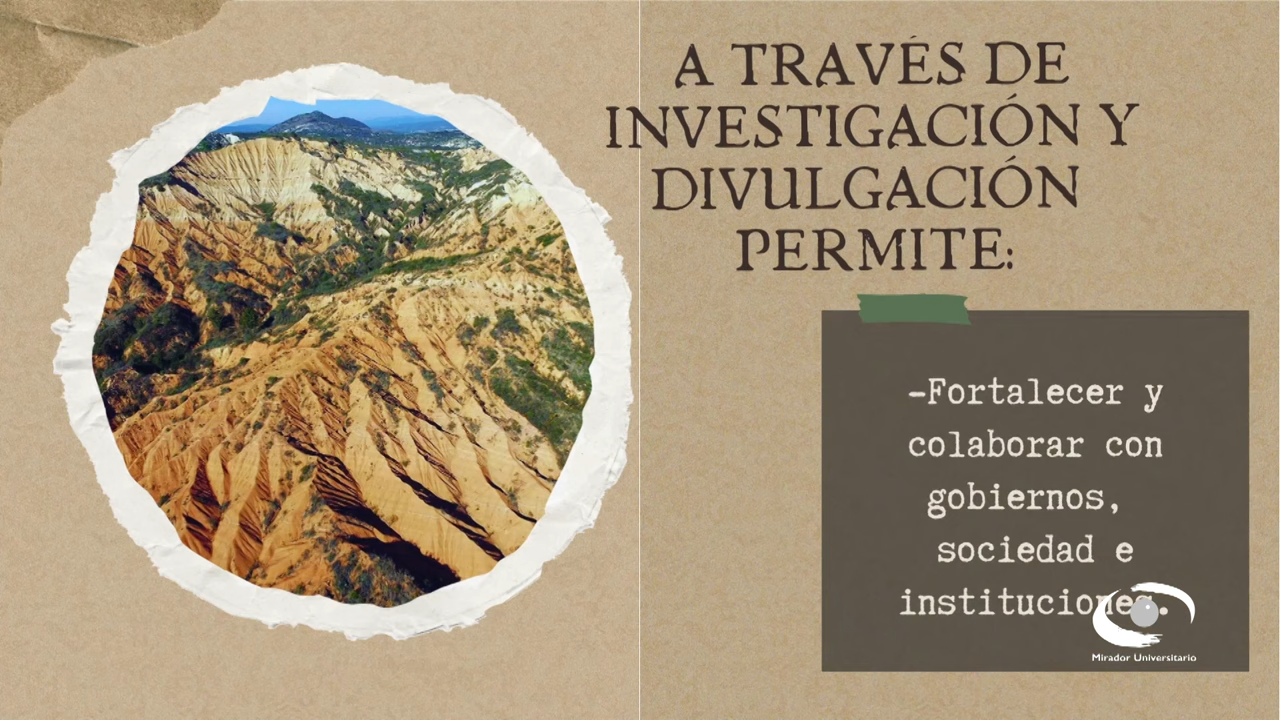 A TRAVÉS DE
INVESTIGACIÓN Y
DIVULGACIÓN
PERMITE:
-Fortalecer y
colaborar con
gobiernos,
sociedad e
instituciones.
Mirador Universitario